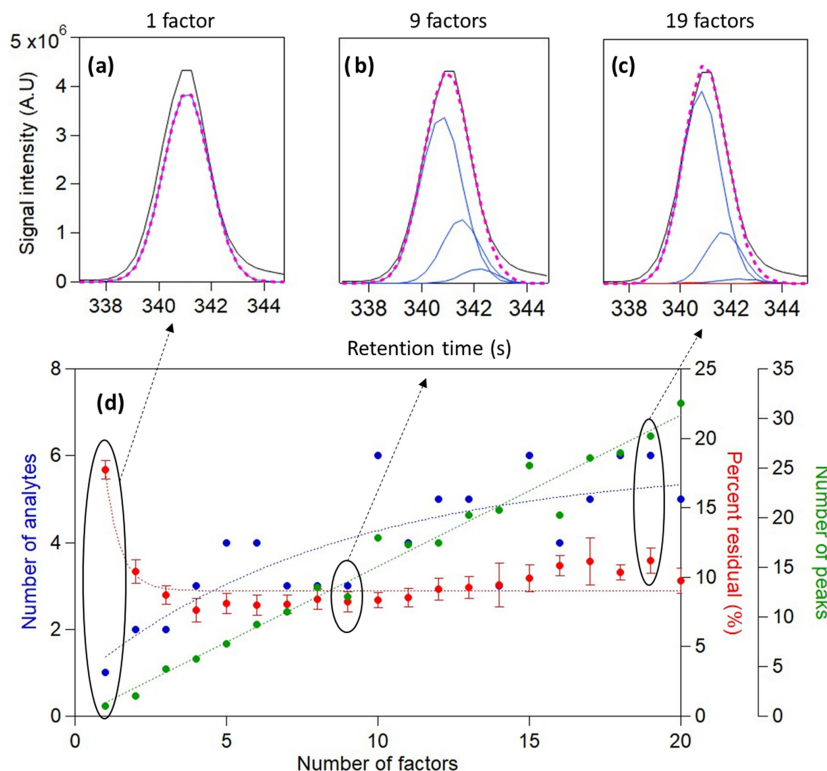 1 factor
9 factors
19 factors
5 x10⁶
4
3
2
1
0
Signal intensity (A.U)
(a)
(b)
(c)
338 340 342 344
338 340 342 344
338 340 342 344
Retention time (s)
8
6
4
2
0
Number of analytes
(d)
25
20
15
10
5
0
Percent residual (%)
35
30
25
20
15
10
5
0
Number of peaks
0 5 10 15 20
Number of factors